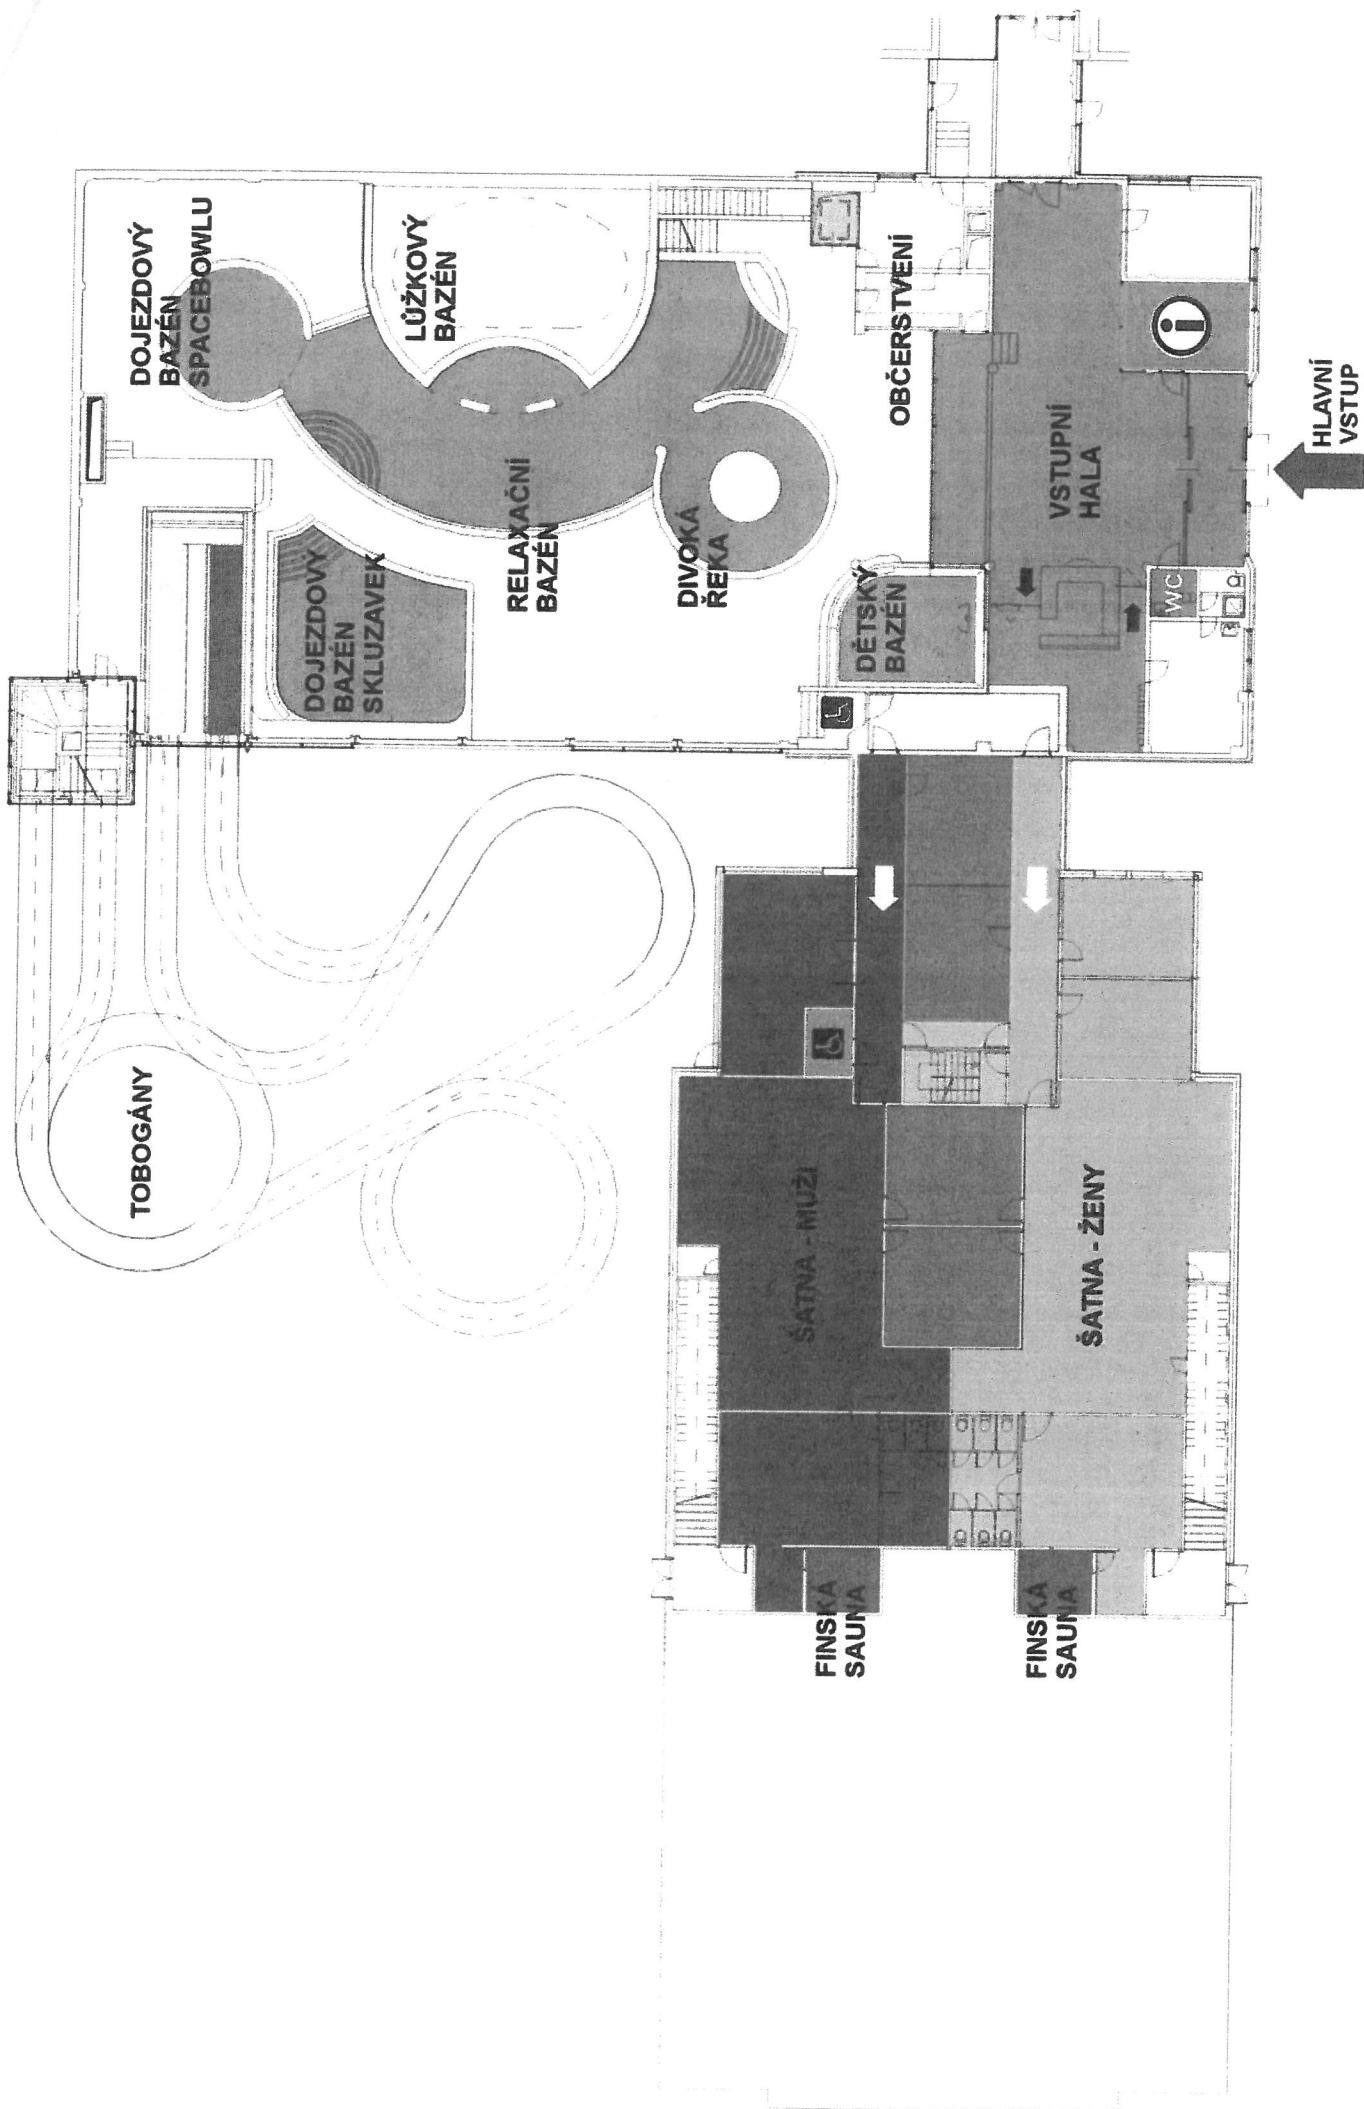 TOBOGÁNY
DOJEZDOVÝ
BAZÉN
SPACEBOWLU
DOJEZDOVÝ
BAZÉN
SKLUZAVEK
LŮŽKOVÝ
BAZÉN
RELAXAČNÍ
BAZÉN
DIVOKÁ
ŘEKA
DĚTSKÝ
BAZÉN
OBČERSTVENÍ
ŠATNA - MUŽI
FINSKÁ
SAUNA
FINSKÁ
SAUNA
ŠATNA - ŽENY
VSTUPNÍ
HALA
i
WC
HLAVNÍ
VSTUP